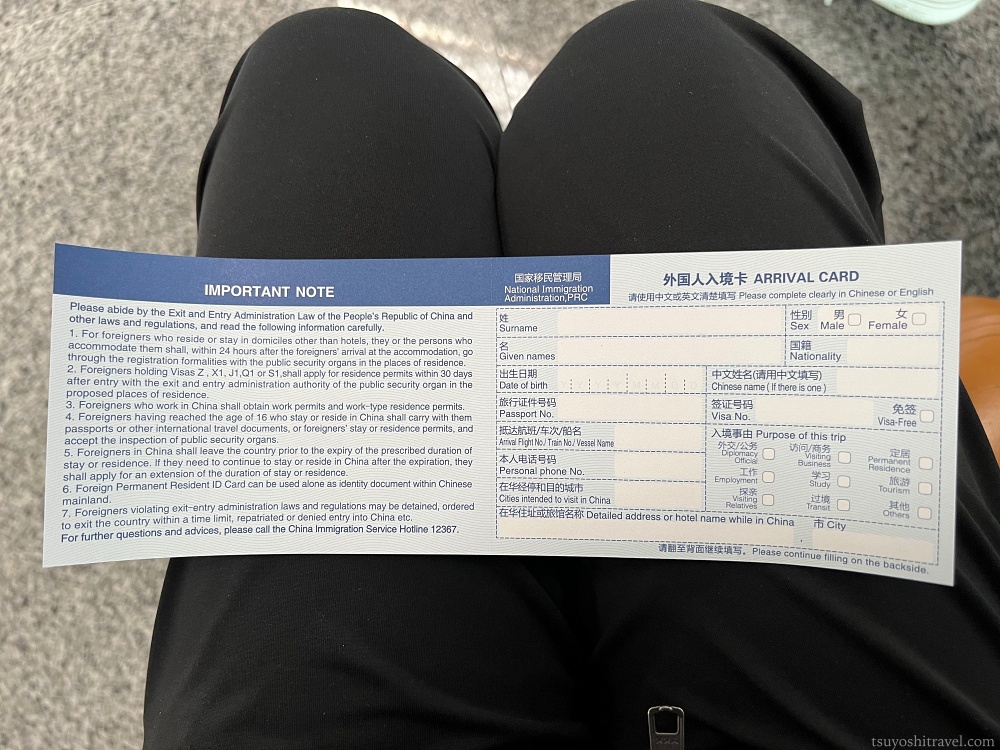 IMPORTANT NOTE
Please abide by the Exit and Entry Administration Law of the People's Republic of China and
other laws and regulations, and read the following information carefully.
1. For foreigners who reside or stay in domiciles other than hotels, they or the persons who
accommodate them shall, within 24 hours after the foreigners' arrival at the accommodation, go
through the registration formalities with the public security organs in the places of residence.
2. Foreigners holding Visas Z , X1, J1,Q1 or S1,shall apply for residence permits within 30 days
after entry with the exit and entry administration authority of the public security organ in the
proposed places of residence.
3. Foreigners who work in China shall obtain work permits and work-type residence permits.
4. Foreigners having reached the age of 16 who stay or reside in China shall carry with them
passports or other international travel documents, or foreigners' stay or residence permits, and
accept the inspection of public security organs.
5. Foreigners in China shall leave the country prior to the expiry of the prescribed duration of
stay or residence. If they need to continue to stay or reside in China after the expiration, they
shall apply for an extension of the duration of stay or residence.
6. Foreign Permanent Resident ID Card can be used alone as identity document within Chinese
mainland.
7. Foreigners violating exit-entry administration laws and regulations may be detained, ordered
to exit the country within a time limit, repatriated or denied entry into China etc.
For further questions and advices, please call the China Immigration Service Hotline 12367.
国家移民管理局
National Immigration
Administration,PRC
外国人入境卡 ARRIVAL CARD
请使用中文或英文清楚填写 Please complete clearly in Chinese or English
姓
Surname
性别 男 女
Sex Male Female
名
Given names
国籍
Nationality
出生日期
Date of birth Y Y Y Y M M D D
中文姓名(请用中文填写)
Chinese name ( If there is one )
旅行证件号码
Passport No.
签证号码 免签
Visa No. Visa-Free
抵达航班/车次/船名
Arrival Flight No./ Train No./ Vessel Name
入境事由 Purpose of this trip
外交/公务 访问/商务 定居
Diplomacy Visiting Permanent
Official Business Residence
本人电话号码
Personal phone No.
工作 学习 旅游
Employment Study Tourism
在华经停和目的城市
Cities intended to visit in China
探亲 过境 其他
Visiting Transit Others
Relatives
在华住址或旅馆名称 Detailed address or hotel name while in China 市 City
请翻至背面继续填写。Please continue filling on the backside.
tsuyoshitravel.com